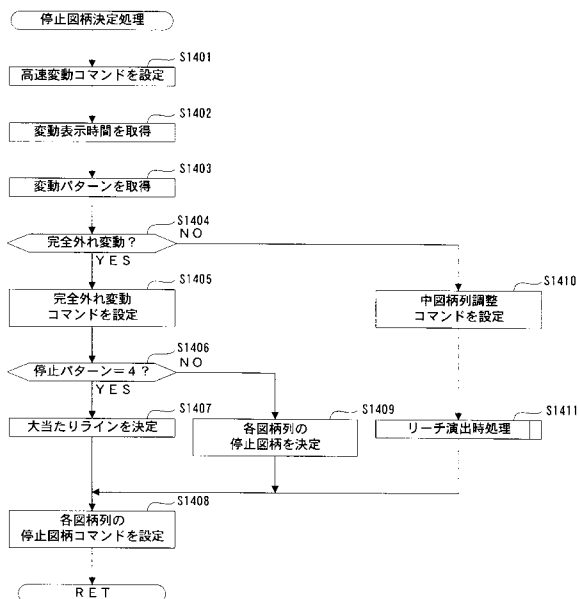 停止図柄決定処理
S1401
高速変動コマンドを設定
S1402
変動表示時間を取得
S1403
変動パターンを取得
S1404
完全外れ変動？
NO
YES
S1405
完全外れ変動
コマンドを設定
S1410
中図柄列調整
コマンドを設定
S1406
停止パターン＝４？
NO
YES
S1407
大当たりラインを決定
S1409
各図柄列の
停止図柄を決定
S1411
リーチ演出時処理
S1408
各図柄列の
停止図柄コマンドを設定
RET